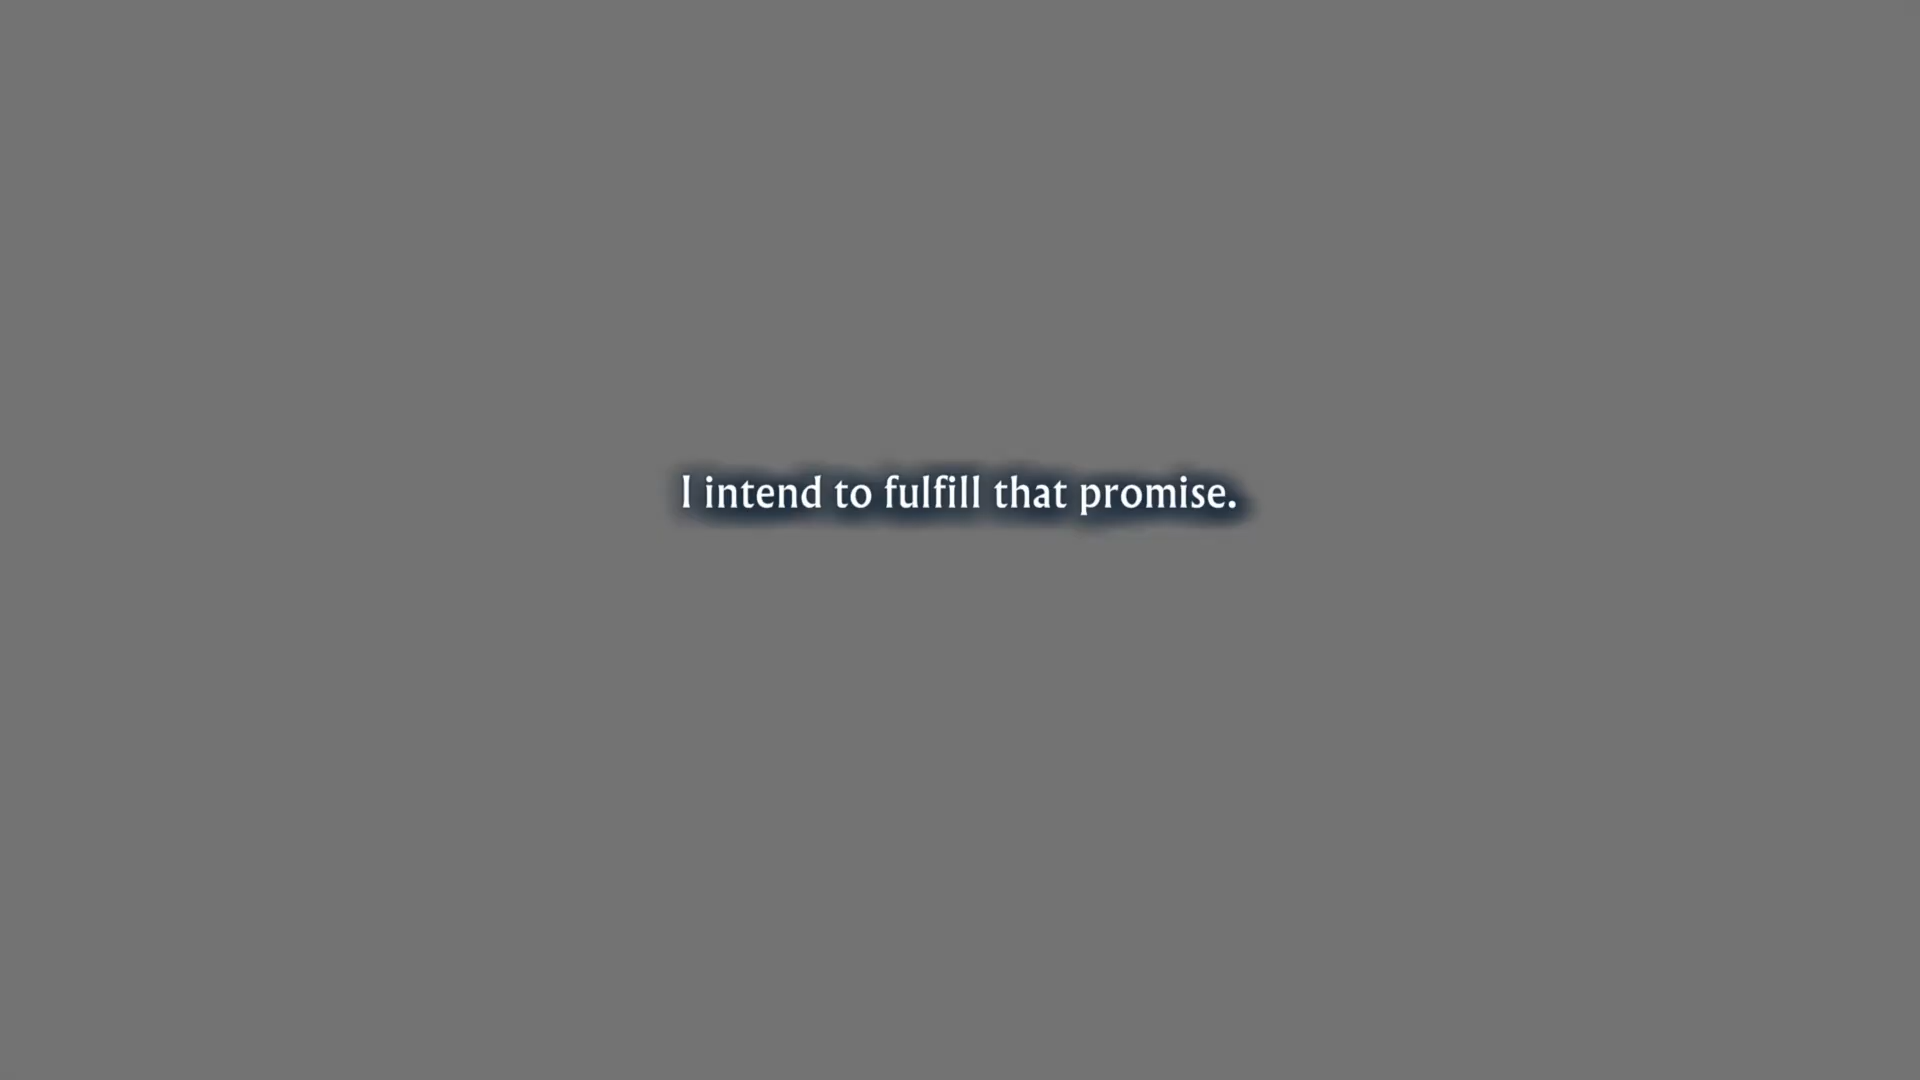 I intend to fulfill that promise.